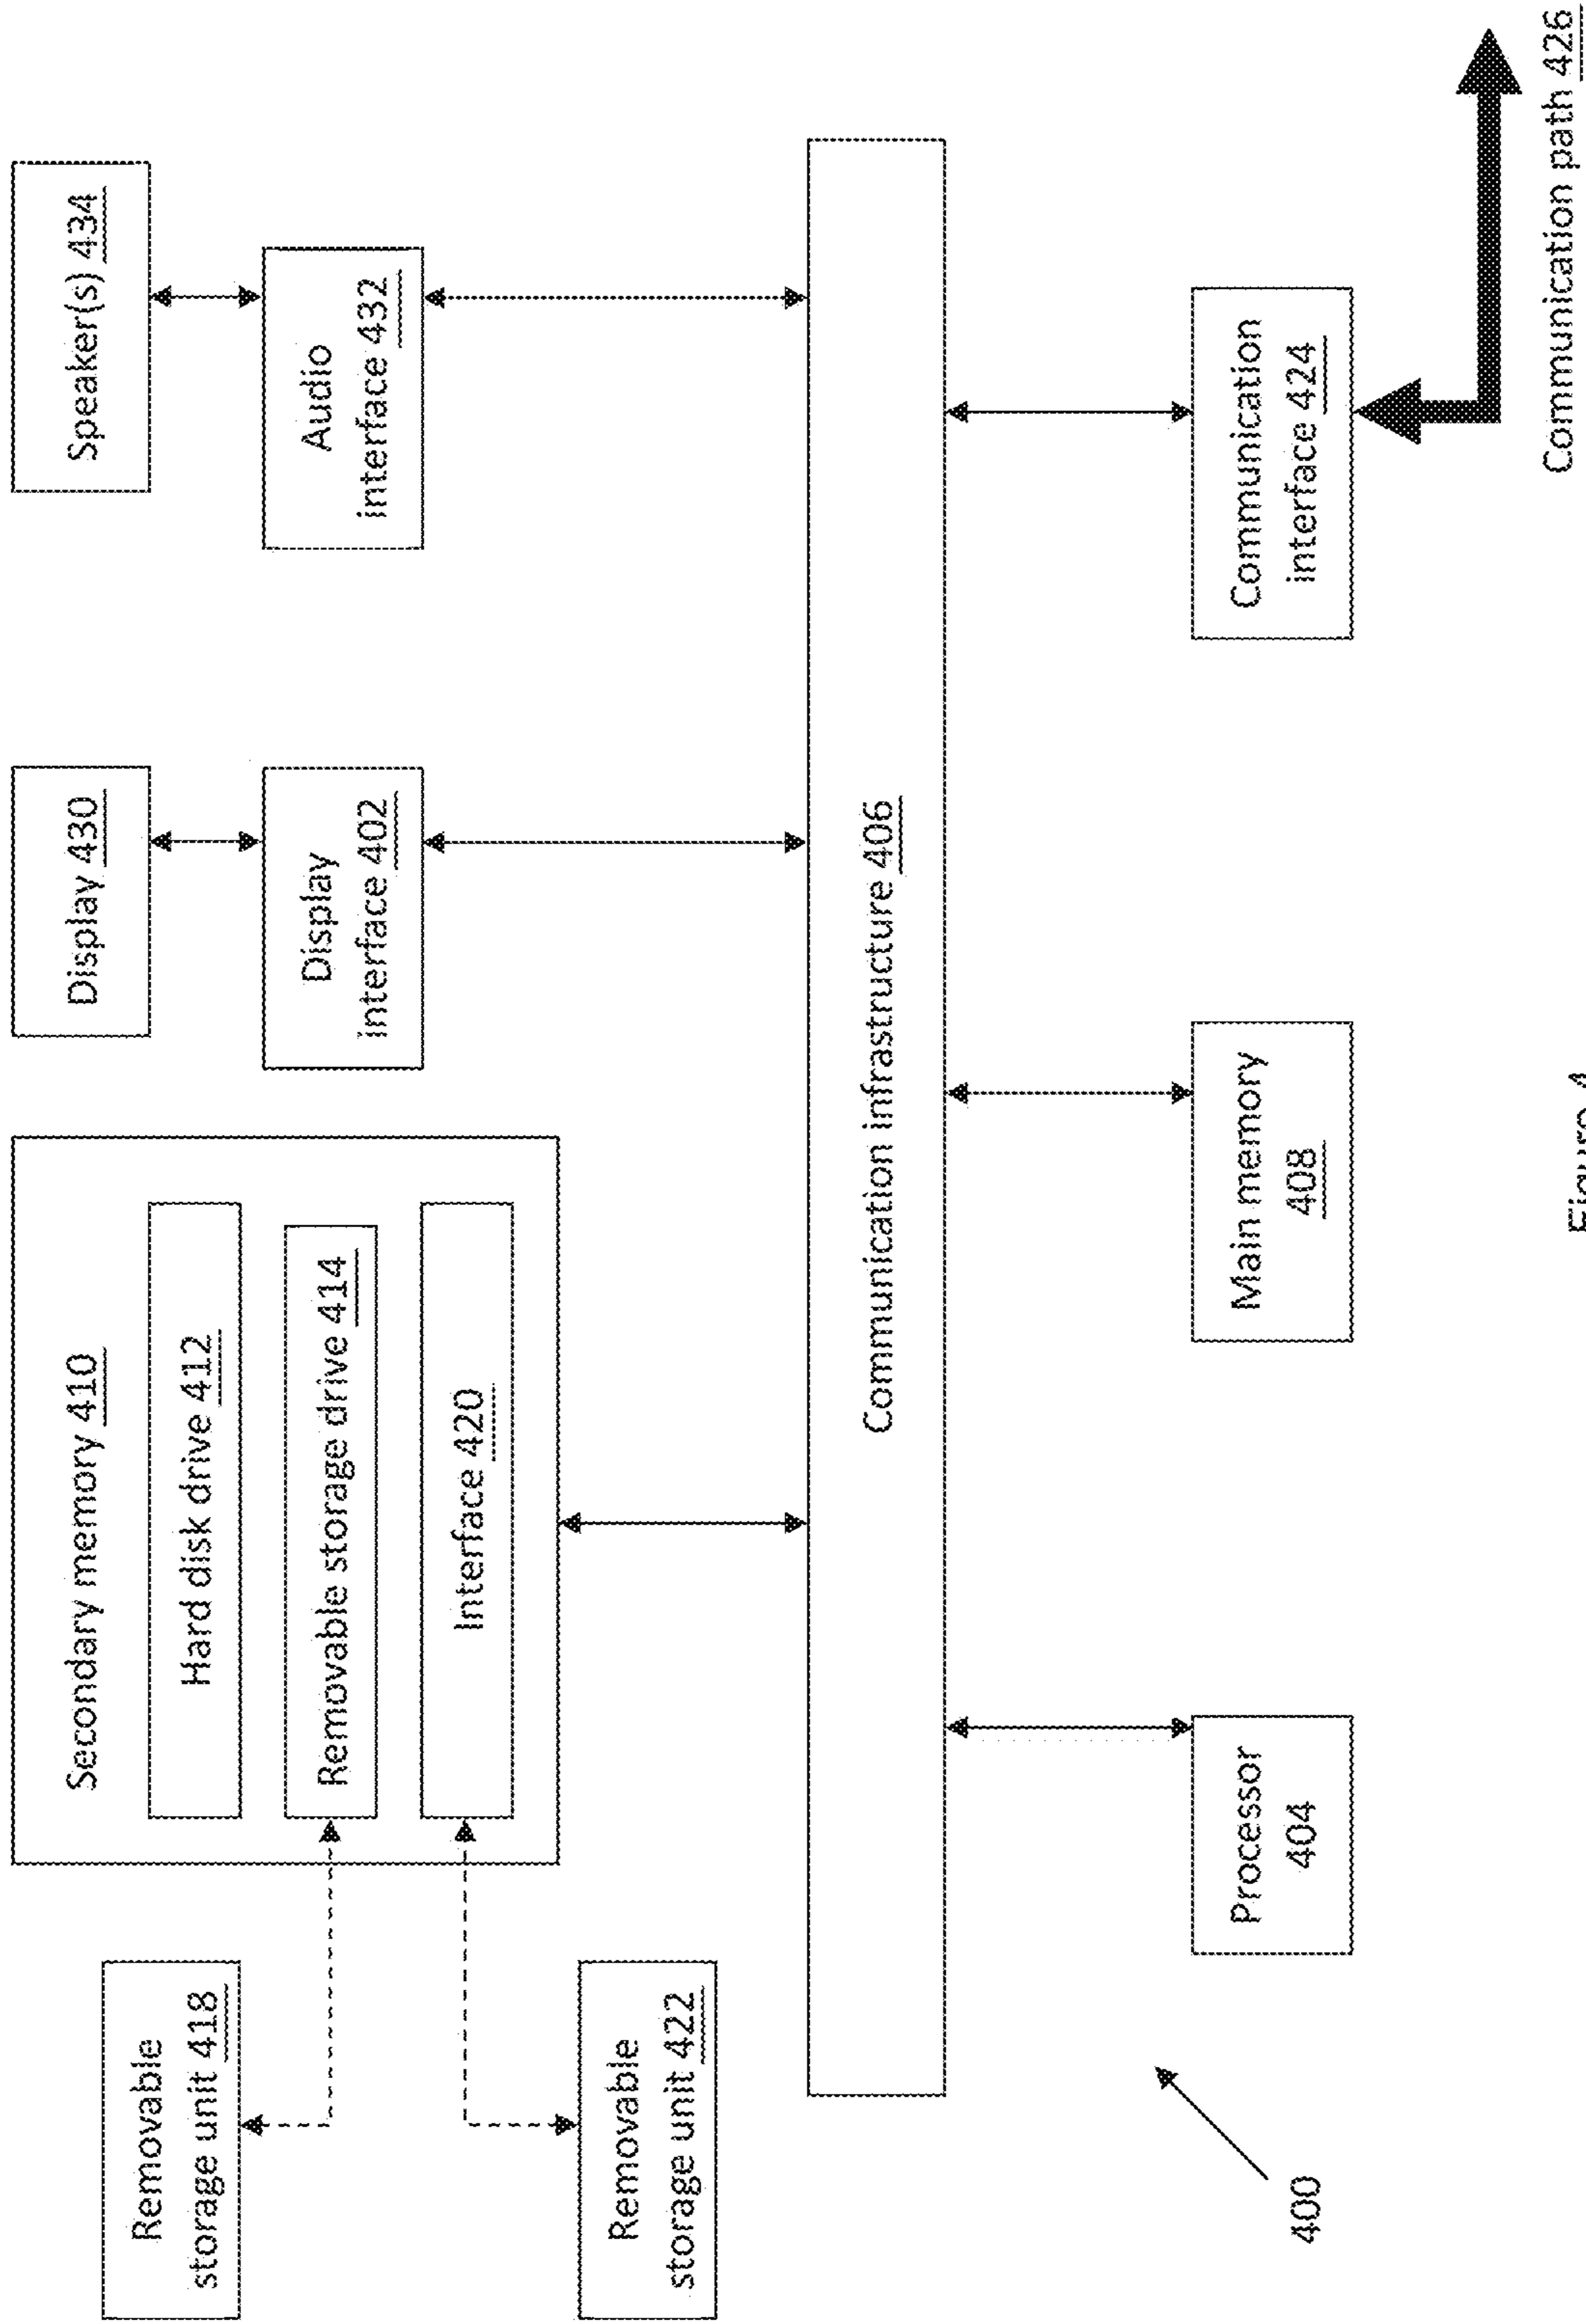 Removable
storage unit 418
Removable
storage unit 422
Secondary memory 410
Hard disk drive 412
Removable storage drive 414
Interface 420
Display 430
Display
interface 402
Speaker(s) 434
Audio
interface 432
Communication infrastructure 406
400
Processor
404
Main memory
408
Communication
interface 424
Communication path 426
Figure 4